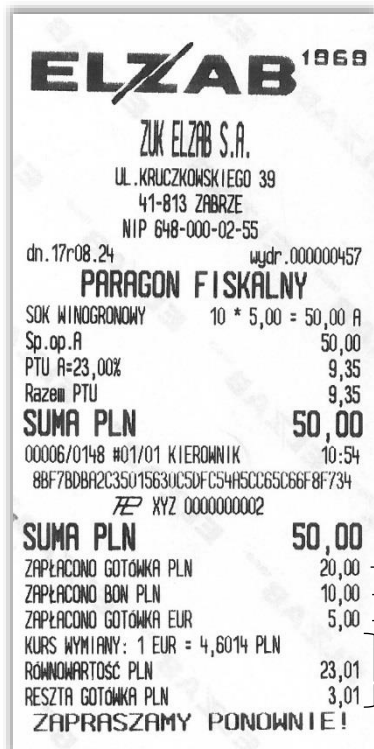 ELZAB 1969
ZUK ELZAB S.A.
UL.KRUCZKOWSKIEGO 39
41-813 ZABRZE
NIP 648-000-02-55
dn.17r08.24 wydr.000000457
PARAGON FISKALNY
SOK WINOGRONOWY 10 * 5,00 = 50,00 A
Sp.op.A 50,00
PTU A=23,00% 9,35
Razem PTU 9,35
SUMA PLN 50,00
00006/0148 #01/01 KIEROWNIK 10:54
8BF7BDBA2C35015630C5DFC54A5CC65C66F8F734
XYZ 0000000002
SUMA PLN 50,00
ZAPŁACONO GOTÓWKA PLN 20,00
ZAPŁACONO BON PLN 10,00
ZAPŁACONO GOTÓWKA EUR 5,00
KURS WYMIANY: 1 EUR = 4,6014 PLN
RÓWNOWARTOŚĆ PLN 23,01
RESZTA GOTÓWKA PLN 3,01
ZAPRASZAMY PONOWNIE!